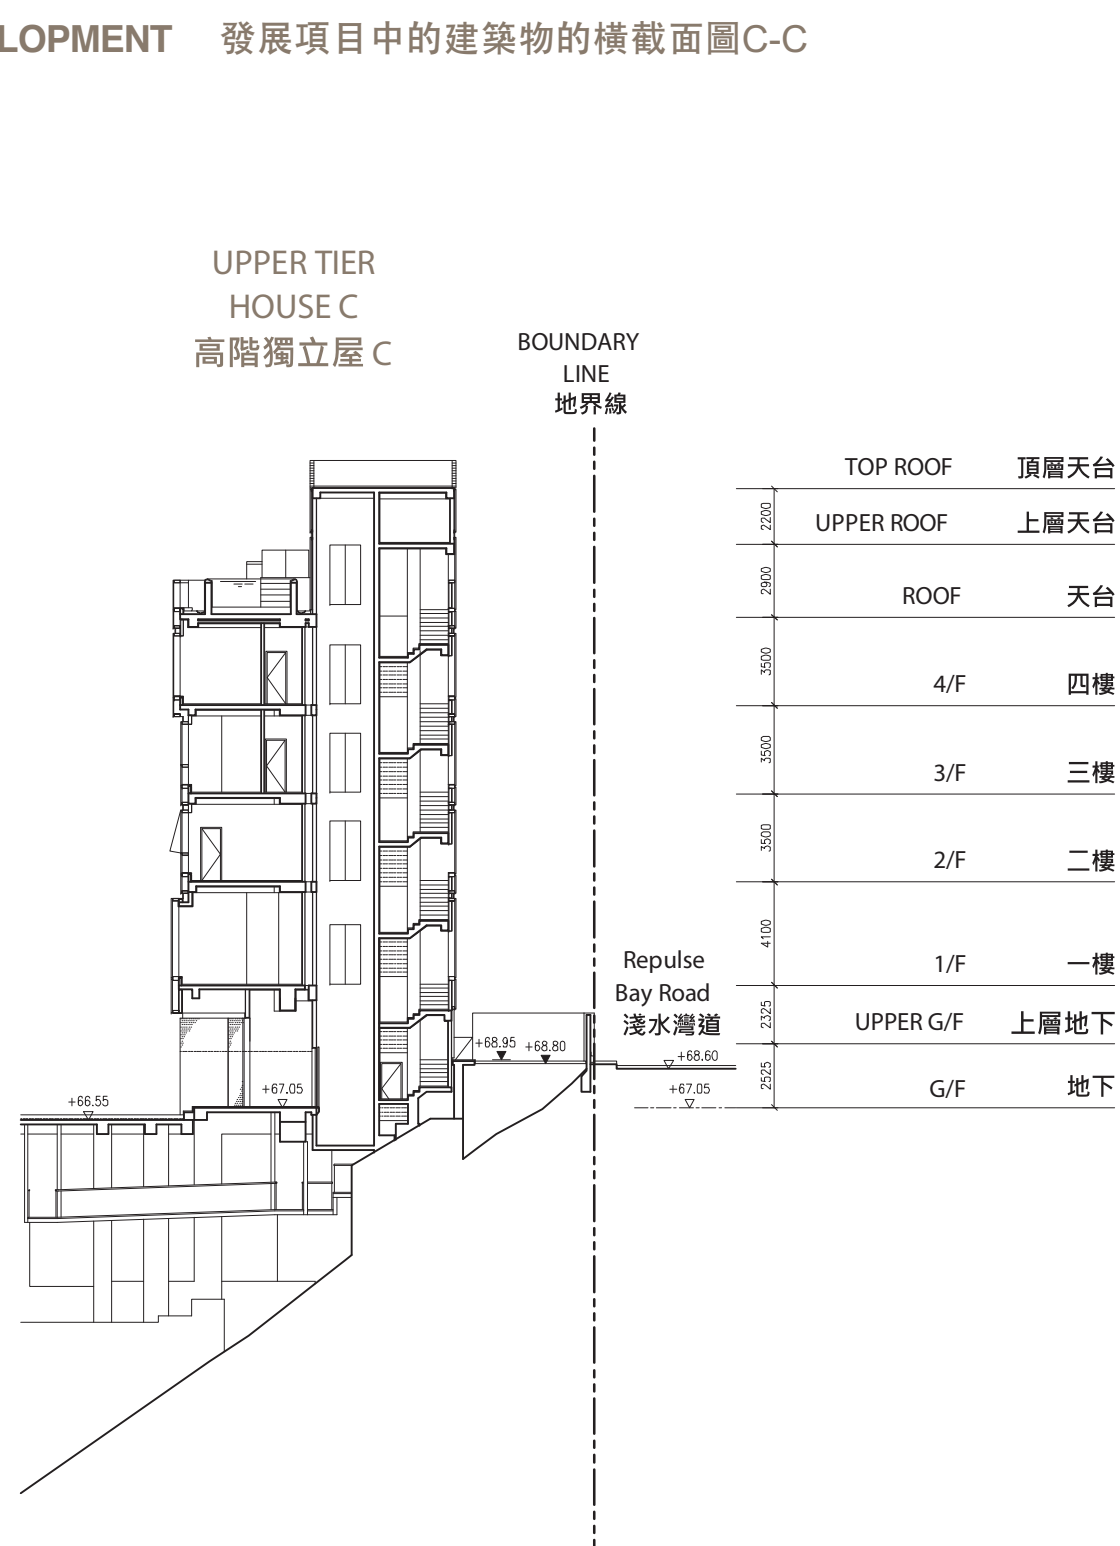 LOPMENT 發展項目中的建築物的橫截面圖C-C
UPPER TIER
HOUSE C
高階獨立屋 C
BOUNDARY
LINE
地界線
TOP ROOF 頂層天台
2200
UPPER ROOF 上層天台
2900
ROOF 天台
3500
4/F 四樓
3500
3/F 三樓
3500
2/F 二樓
4100
1/F 一樓
Repulse
Bay Road
淺水灣道
2325
UPPER G/F 上層地下
+68.95 +68.80
+68.60
2525
G/F 地下
+67.05
+67.05
+66.55